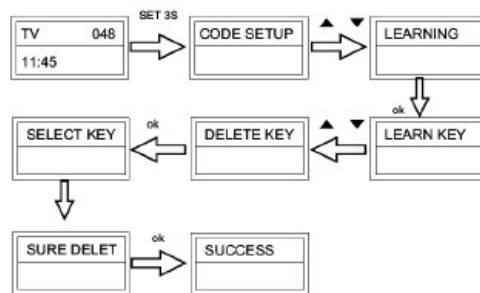 SET 3S
TV 048
11:45
CODE SETUP
LEARNING
ok
LEARN KEY
DELETE KEY
ok
SELECT KEY
SURE DELET
ok
SUCCESS